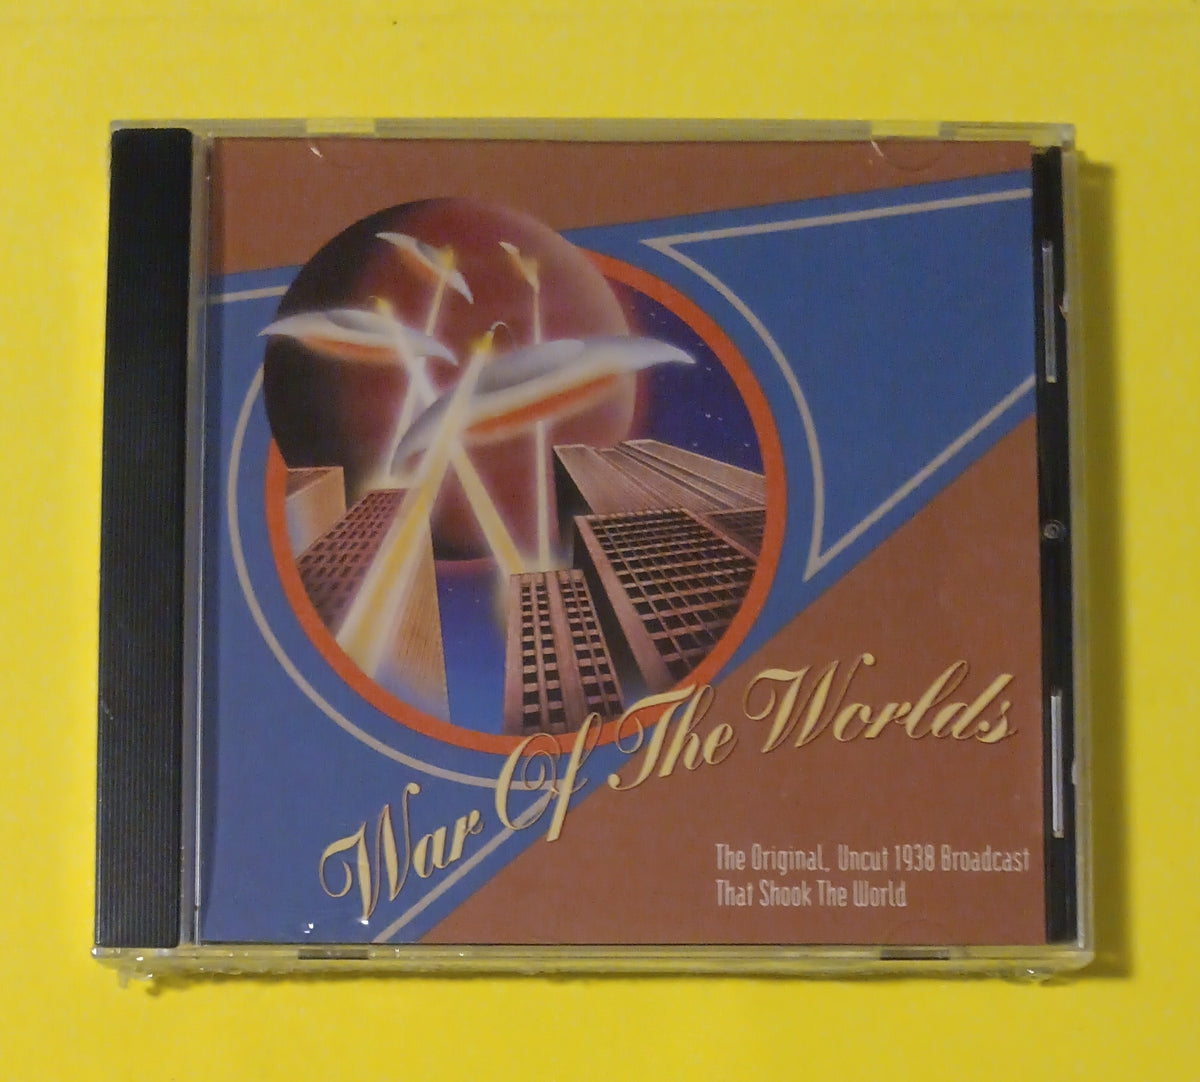 War Of The Worlds
The Original, Uncut 1938 Broadcast
That Shook The World